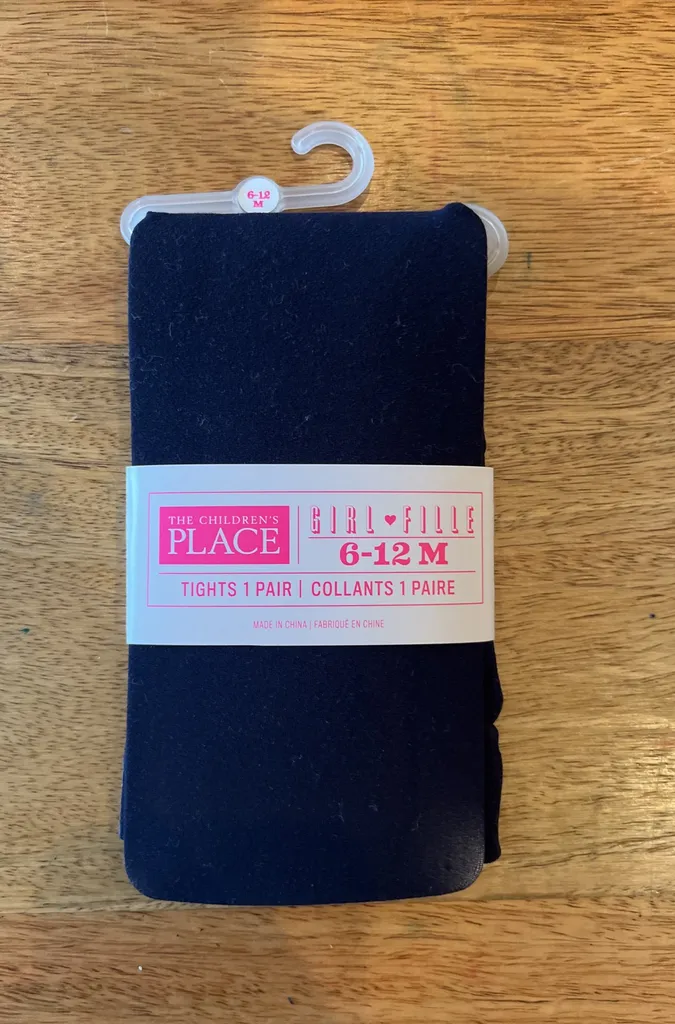 6-12
M
THE CHILDREN'S
PLACE
GIRL ♥ FILLE
6-12 M
TIGHTS 1 PAIR | COLLANTS 1 PAIRE
MADE IN CHINA | FABRIQUÉ EN CHINE